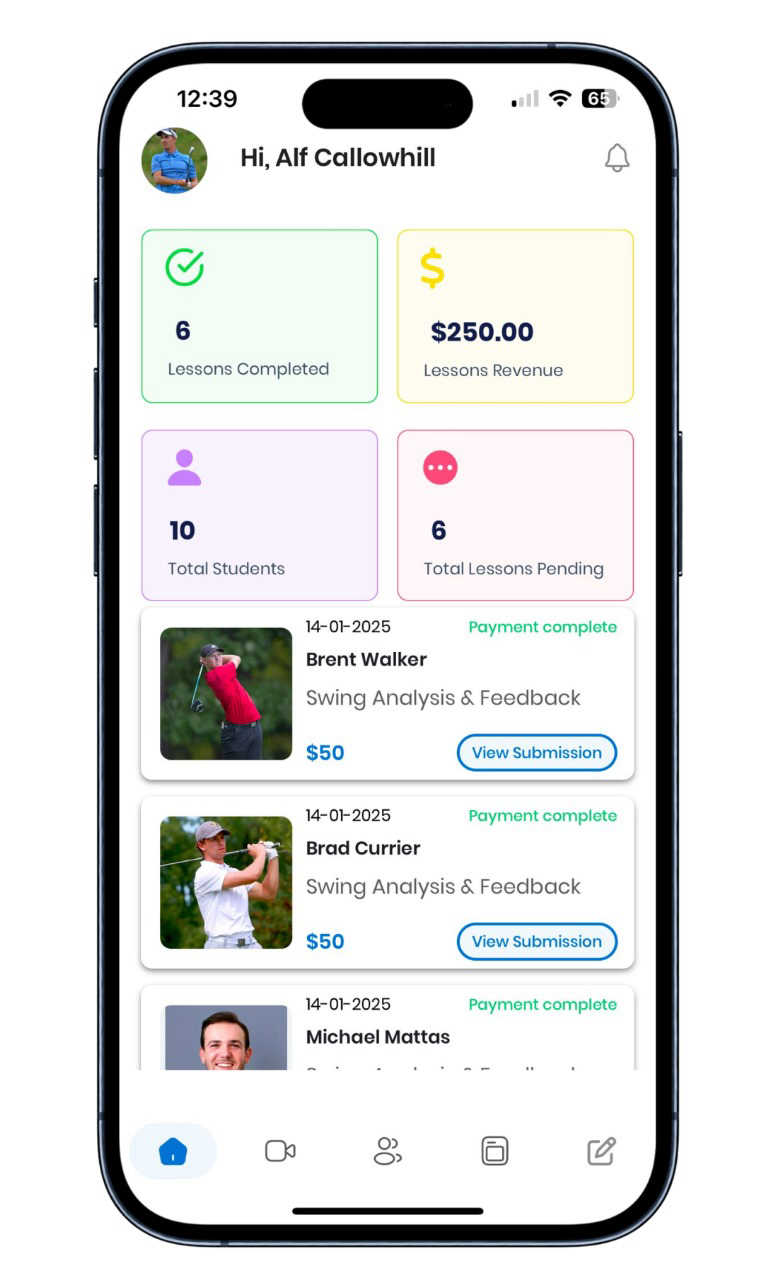 12:39
65
Hi, Alf Callowhill
6
Lessons Completed
$250.00
Lessons Revenue
10
Total Students
6
Total Lessons Pending
14-01-2025
Payment complete
Brent Walker
Swing Analysis & Feedback
$50
View Submission
14-01-2025
Payment complete
Brad Currier
Swing Analysis & Feedback
$50
View Submission
14-01-2025
Payment complete
Michael Mattas